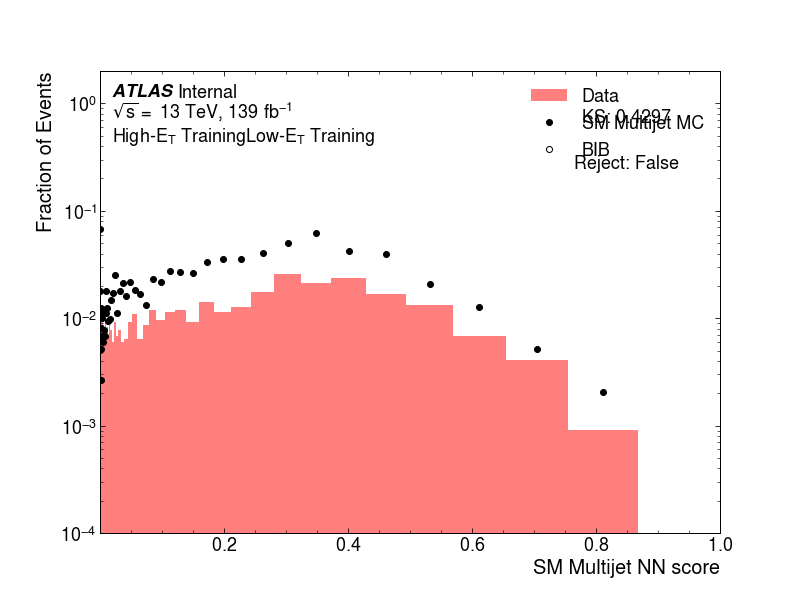 ATLAS Internal
√s = 13 TeV, 139 fb⁻¹
High-E_T TrainingLow-E_T Training
Data
KS: 0.4297
SM Multijet MC
BIB
Reject: False
Fraction of Events
10⁰
10⁻¹
10⁻²
10⁻³
10⁻⁴
0.2 0.4 0.6 0.8 1.0
SM Multijet NN score